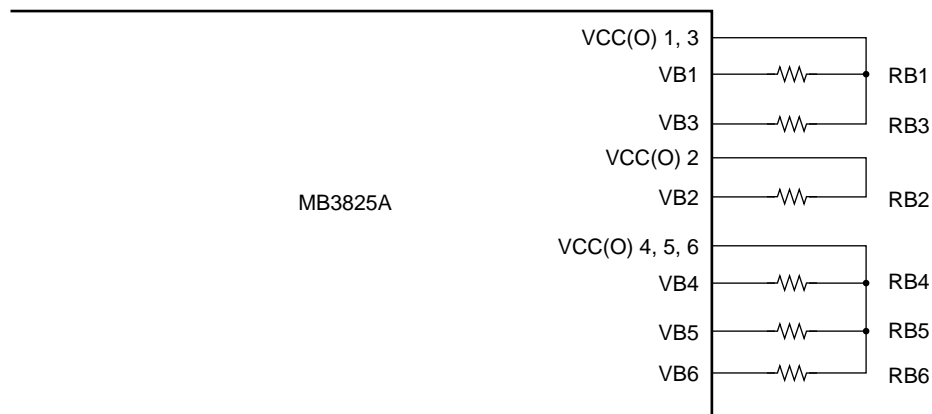 VCC(O) 1, 3
VB1 RB1
VB3 RB3
VCC(O) 2
MB3825A VB2 RB2
VCC(O) 4, 5, 6
VB4 RB4
VB5 RB5
VB6 RB6